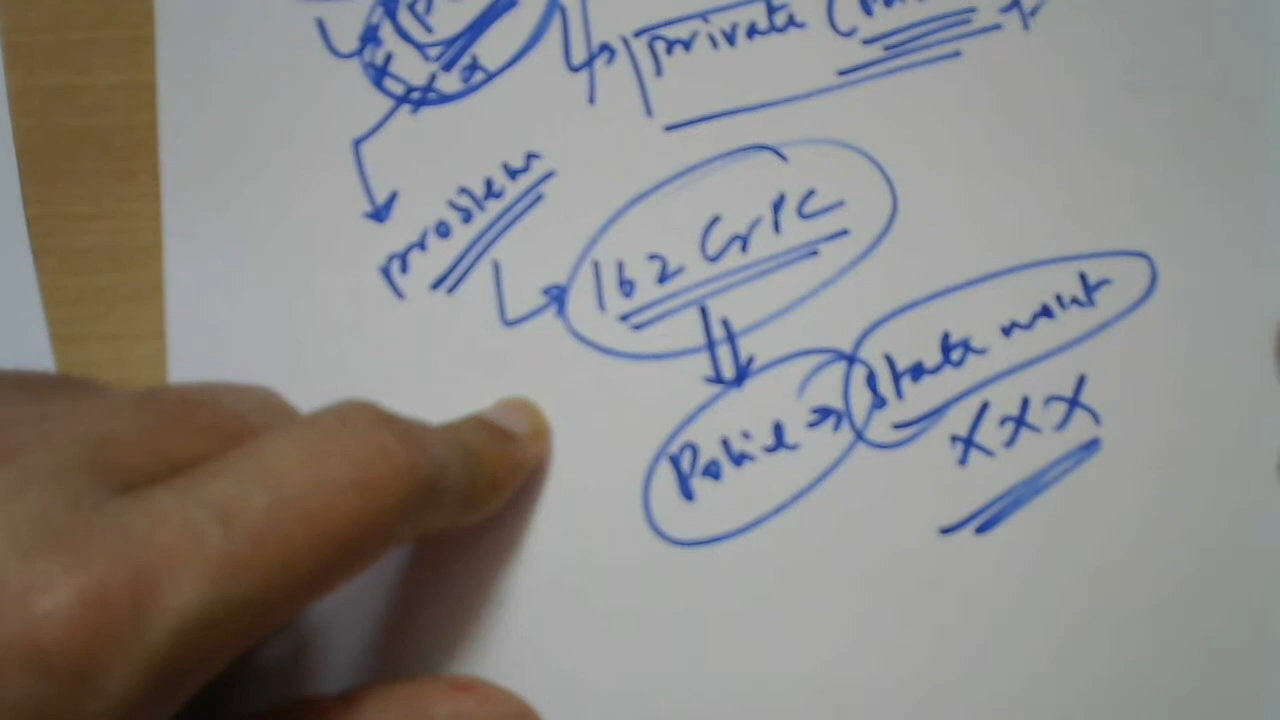 private
problem
162 CrPC
Police → Statement
XXX